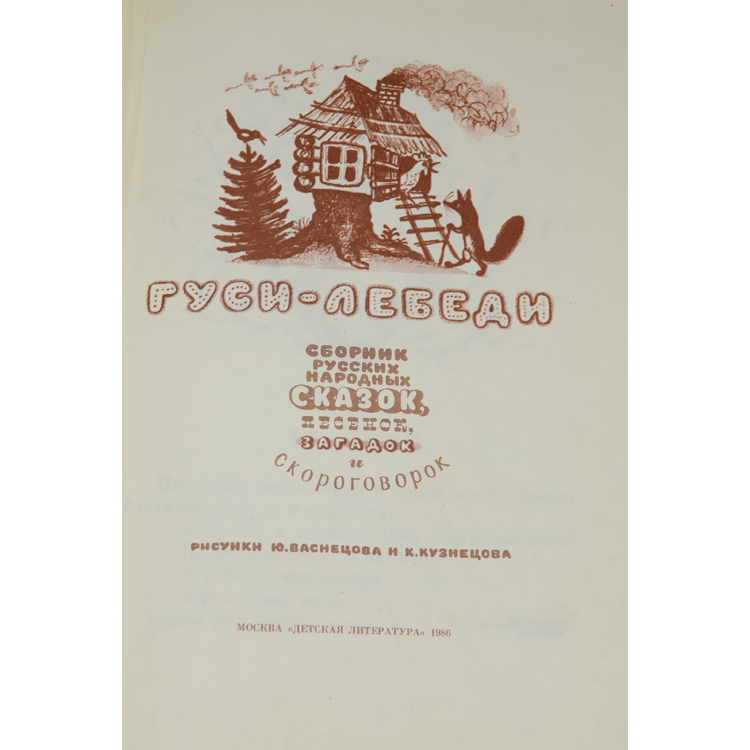 ГУСИ-ЛЕБЕДИ
СБОРНИК
РУССКИХ
НАРОДНЫХ
СКАЗОК,
ПЕСЕНОК,
ЗАГАДОК
и
СКОРОГОВОРОК
РИСУНКИ Ю.ВАСНЕЦОВА И К.КУЗНЕЦОВА
МОСКВА «ДЕТСКАЯ ЛИТЕРАТУРА» 1986